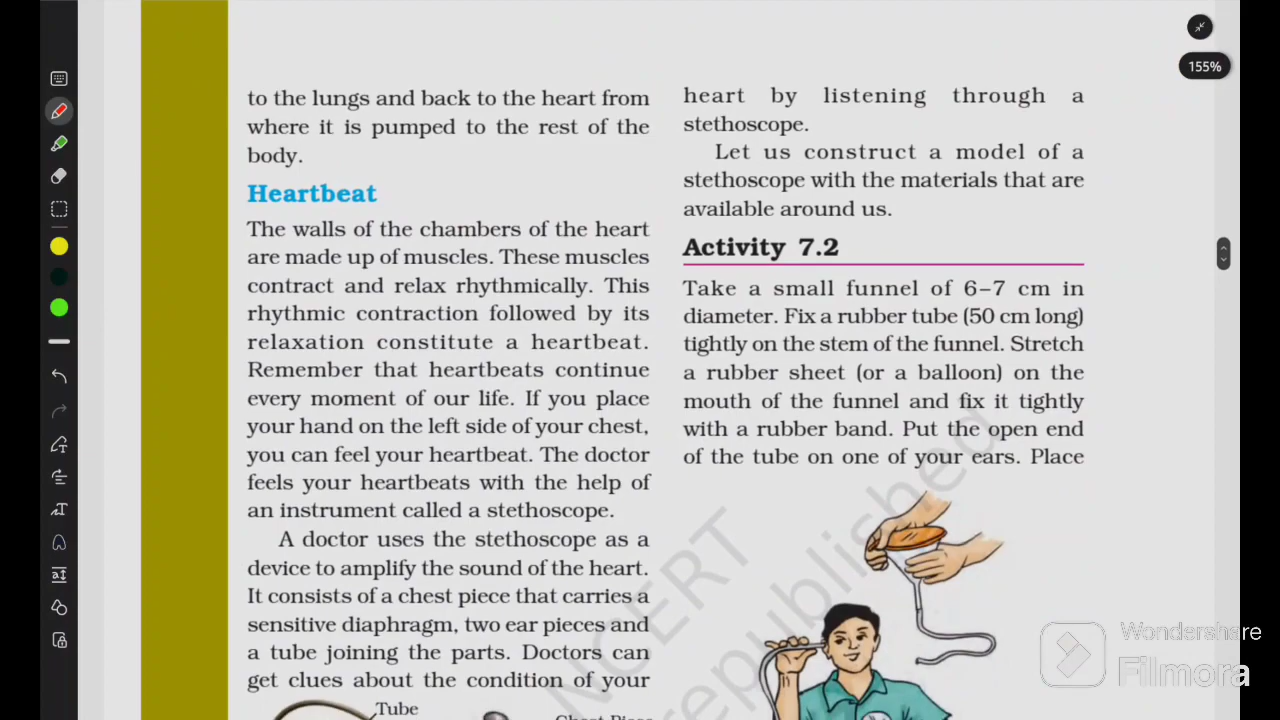 155%
to the lungs and back to the heart from
where it is pumped to the rest of the
body.
Heartbeat
The walls of the chambers of the heart
are made up of muscles. These muscles
contract and relax rhythmically. This
rhythmic contraction followed by its
relaxation constitute a heartbeat.
Remember that heartbeats continue
every moment of our life. If you place
your hand on the left side of your chest,
you can feel your heartbeat. The doctor
feels your heartbeats with the help of
an instrument called a stethoscope.
A doctor uses the stethoscope as a
device to amplify the sound of the heart.
It consists of a chest piece that carries a
sensitive diaphragm, two ear pieces and
a tube joining the parts. Doctors can
get clues about the condition of your
Tube
Chest Piece
heart by listening through a
stethoscope.
Let us construct a model of a
stethoscope with the materials that are
available around us.
Activity 7.2
Take a small funnel of 6–7 cm in
diameter. Fix a rubber tube (50 cm long)
tightly on the stem of the funnel. Stretch
a rubber sheet (or a balloon) on the
mouth of the funnel and fix it tightly
with a rubber band. Put the open end
of the tube on one of your ears. Place
NCERT
published
Wondershare
Filmora